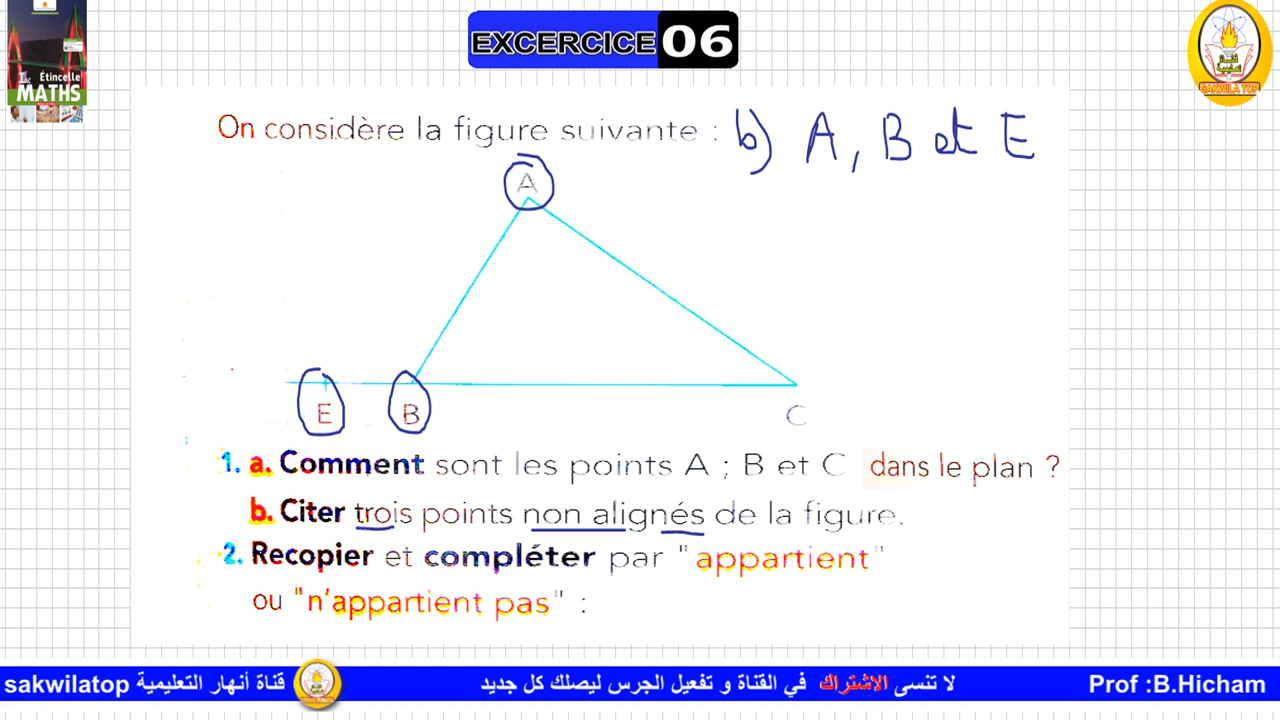 EXCERCICE 06
Étincelle
MATHS
SAKWILA TOP
On considère la figure suivante : b) A, B et E
A
E
B
C
1. a. Comment sont les points A ; B et C dans le plan ?
b. Citer trois points non alignés de la figure.
2. Recopier et compléter par "appartient"
ou "n'appartient pas" :
sakwilatop قناة أنهار التعليمية
لا تنسى الاشتراك في القناة و تفعيل الجرس ليصلك كل جديد
Prof :B.Hicham